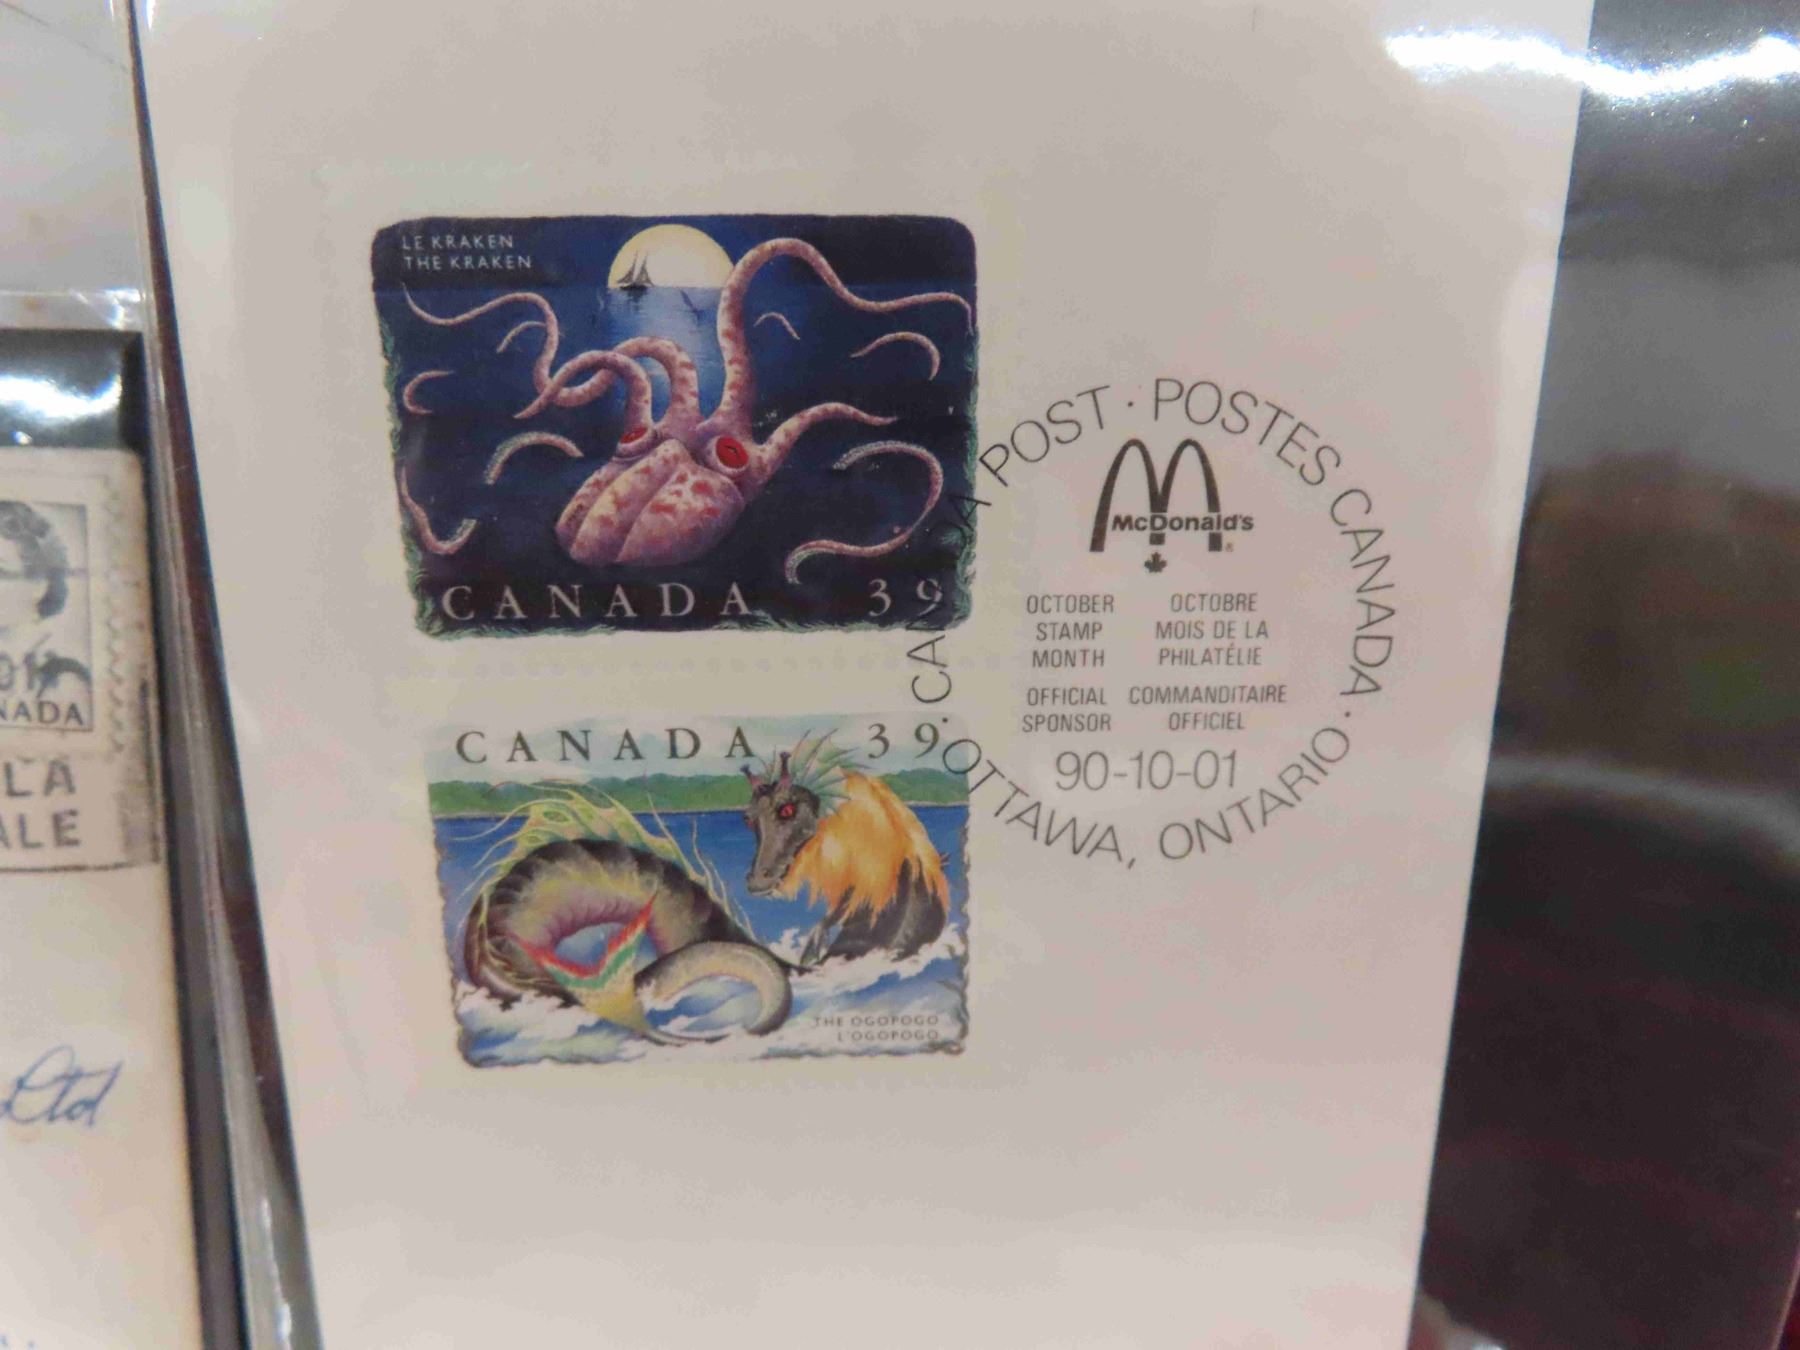 LE KRAKEN
THE KRAKEN
CANADA 39
CANADA 39
THE OGOPOGO
L'OGOPOGO
CANADA POST · POSTES CANADA ·
McDonald's
OCTOBER
STAMP
MONTH
OCTOBRE
MOIS DE LA
PHILATÉLIE
OFFICIAL
SPONSOR
COMMANDITAIRE
OFFICIEL
90-10-01
OTTAWA, ONTARIO ·
NADA
LA
ALE
Ltd